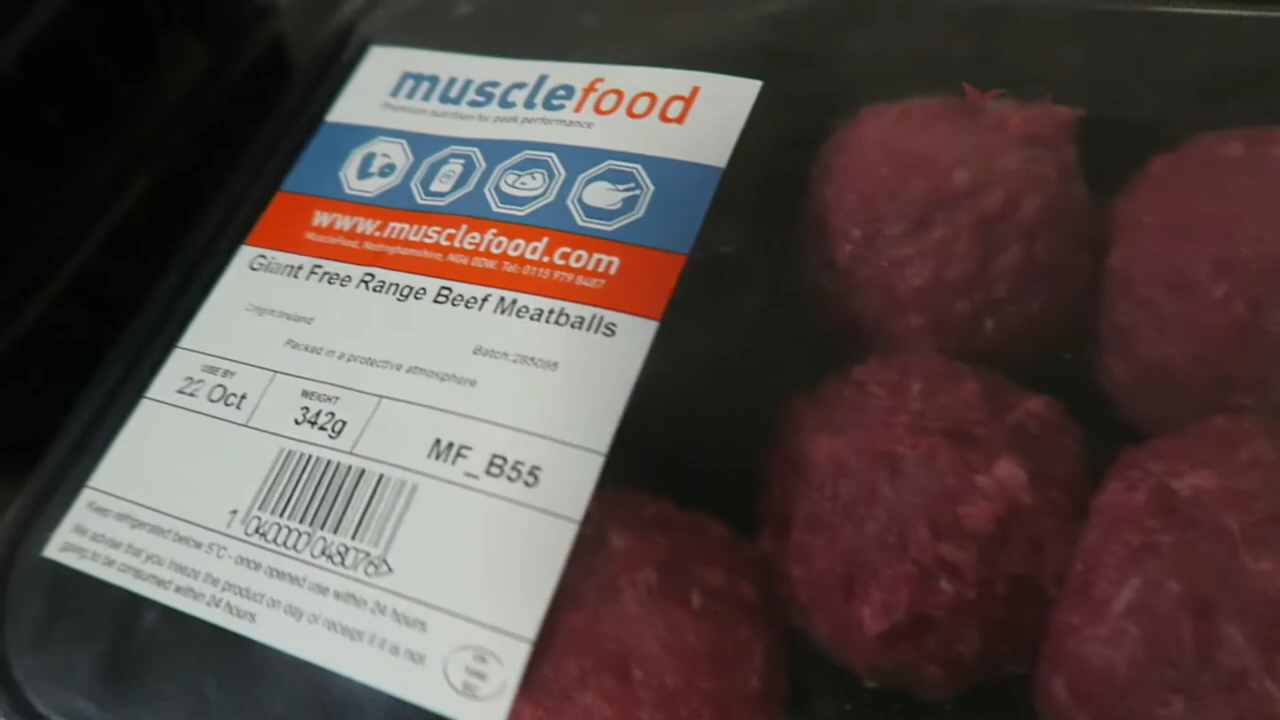 musclefood
Premium nutrition for peak performance
www.musclefood.com
MuscleFood, Nottinghamshire, NG6 0DW. Tel: 0115 979 8487
Giant Free Range Beef Meatballs
Origin:Ireland
Batch:285095
Packed in a protective atmosphere
USE BY
22 Oct
WEIGHT
342g
MF_B55
1 040000 048076>
Keep refrigerated below 5°C - once opened use within 24 hours.
We advise that you freeze the product on day of receipt if it is not
going to be consumed within 24 hours.